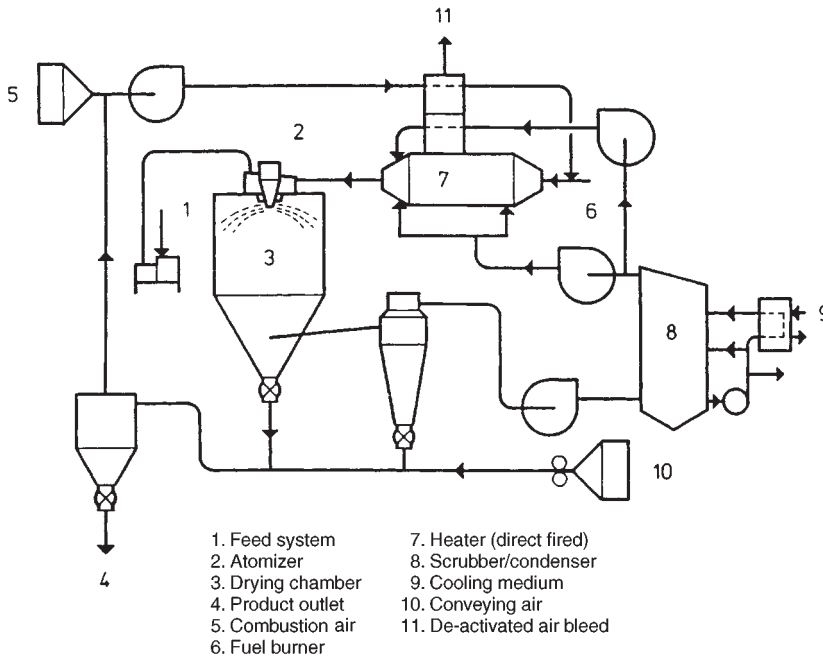 11
5
2
7
1
6
3
8
9
10
4
1. Feed system
2. Atomizer
3. Drying chamber
4. Product outlet
5. Combustion air
6. Fuel burner
7. Heater (direct fired)
8. Scrubber/condenser
9. Cooling medium
10. Conveying air
11. De-activated air bleed